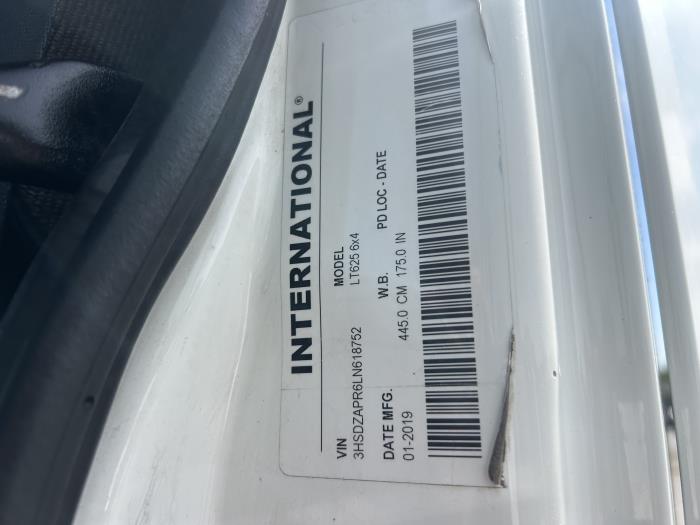 INTERNATIONAL®
VIN MODEL
3HSDZAPR6LN618752 LT625 6x4
DATE MFG. W.B. PD LOC - DATE
01-2019 445.0 CM 175.0 IN